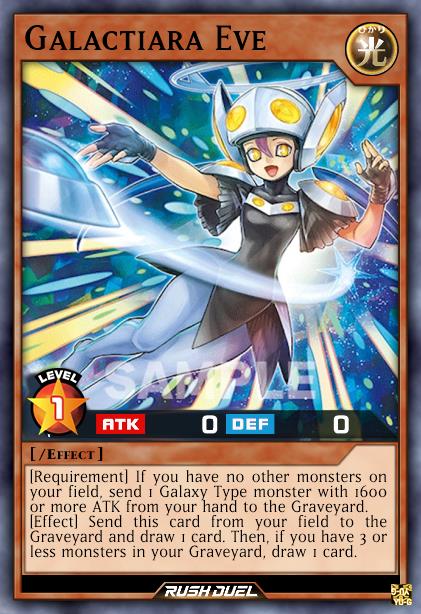 Galactiara Eve
ひかり
光
SAMPLE
LEVEL
1
ATK 0 DEF 0
[/Effect]
[Requirement] If you have no other monsters on
your field, send 1 Galaxy Type monster with 1600
or more ATK from your hand to the Graveyard.
[Effect] Send this card from your field to the
Graveyard and draw 1 card. Then, if you have 3 or
less monsters in your Graveyard, draw 1 card.
RUSH DUEL